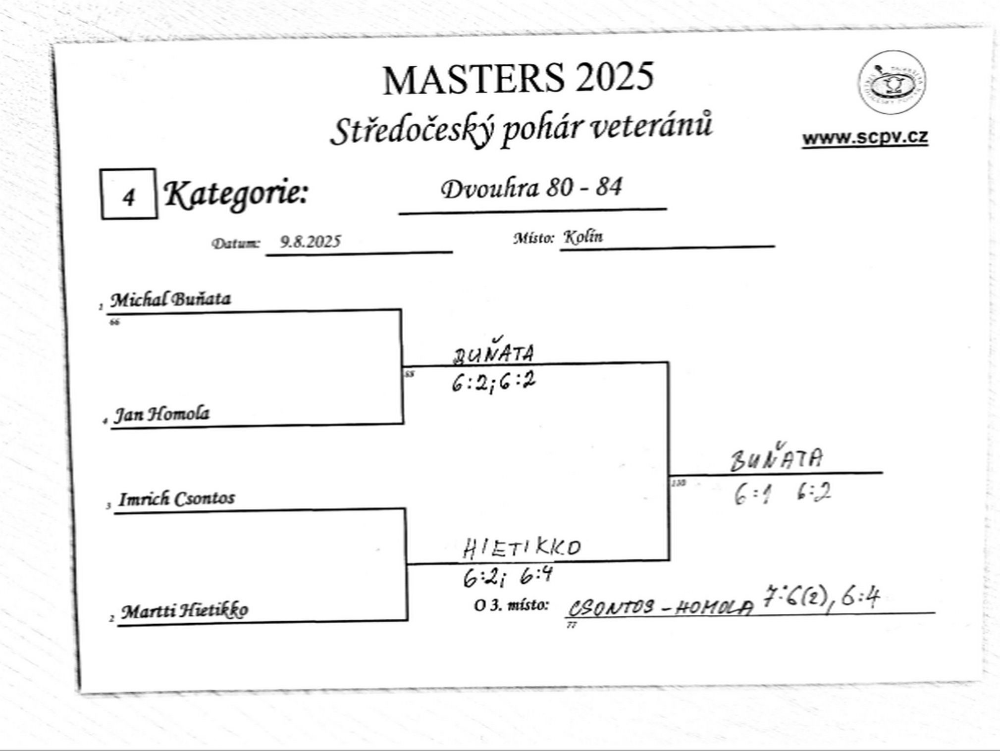 MASTERS 2025
Středočeský pohár veteránů
www.scpv.cz
4 Kategorie: Dvouhra 80 - 84
Datum: 9.8.2025 Místo: Kolín
1 Michal Buňata
66
BUŇATA
88
6:2; 6:2
4 Jan Homola
BUŇATA
110
6:1 6:2
3 Imrich Csontos
HIETIKKO
6:2; 6:4
2 Martti Hietikko
O 3. místo: CSONTOS - HOMOLA 7:6(2), 6:4
77